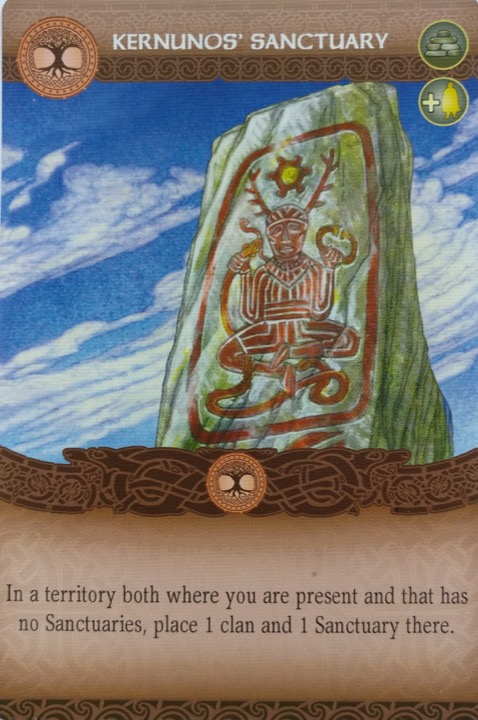 KERNUNOS' SANCTUARY
+
In a territory both where you are present and that has
no Sanctuaries, place 1 clan and 1 Sanctuary there.